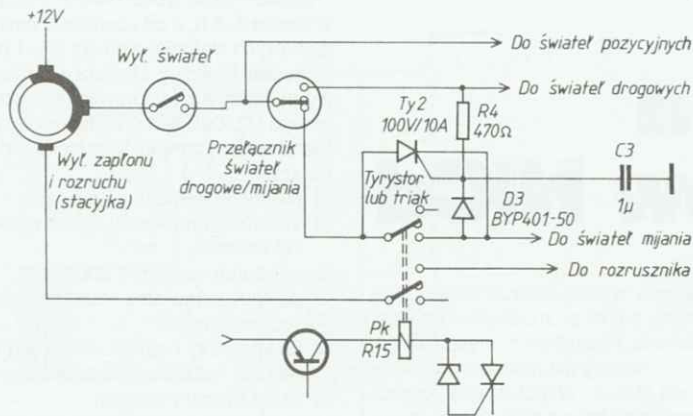 +12V
Wył. świateł
Do świateł pozycyjnych
Do świateł drogowych
Ty2
100V/10A
R4
470Ω
C3
1µ
Przełącznik
świateł
drogowe/mijania
Wył. zapłonu
i rozruchu
(stacyjka)
Tyrystor
lub triak
D3
BYP401-50
Do świateł mijania
Do rozrusznika
Pk
R15